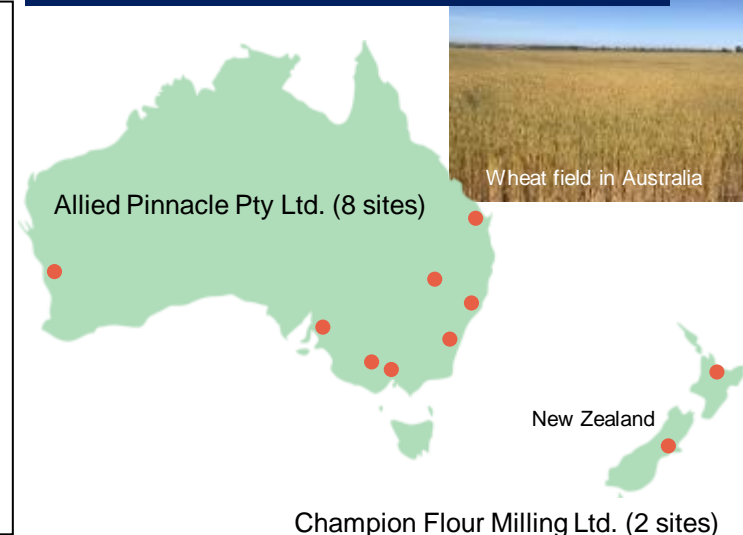 Wheat field in Australia
Allied Pinnacle Pty Ltd. (8 sites)
New Zealand
Champion Flour Milling Ltd. (2 sites)